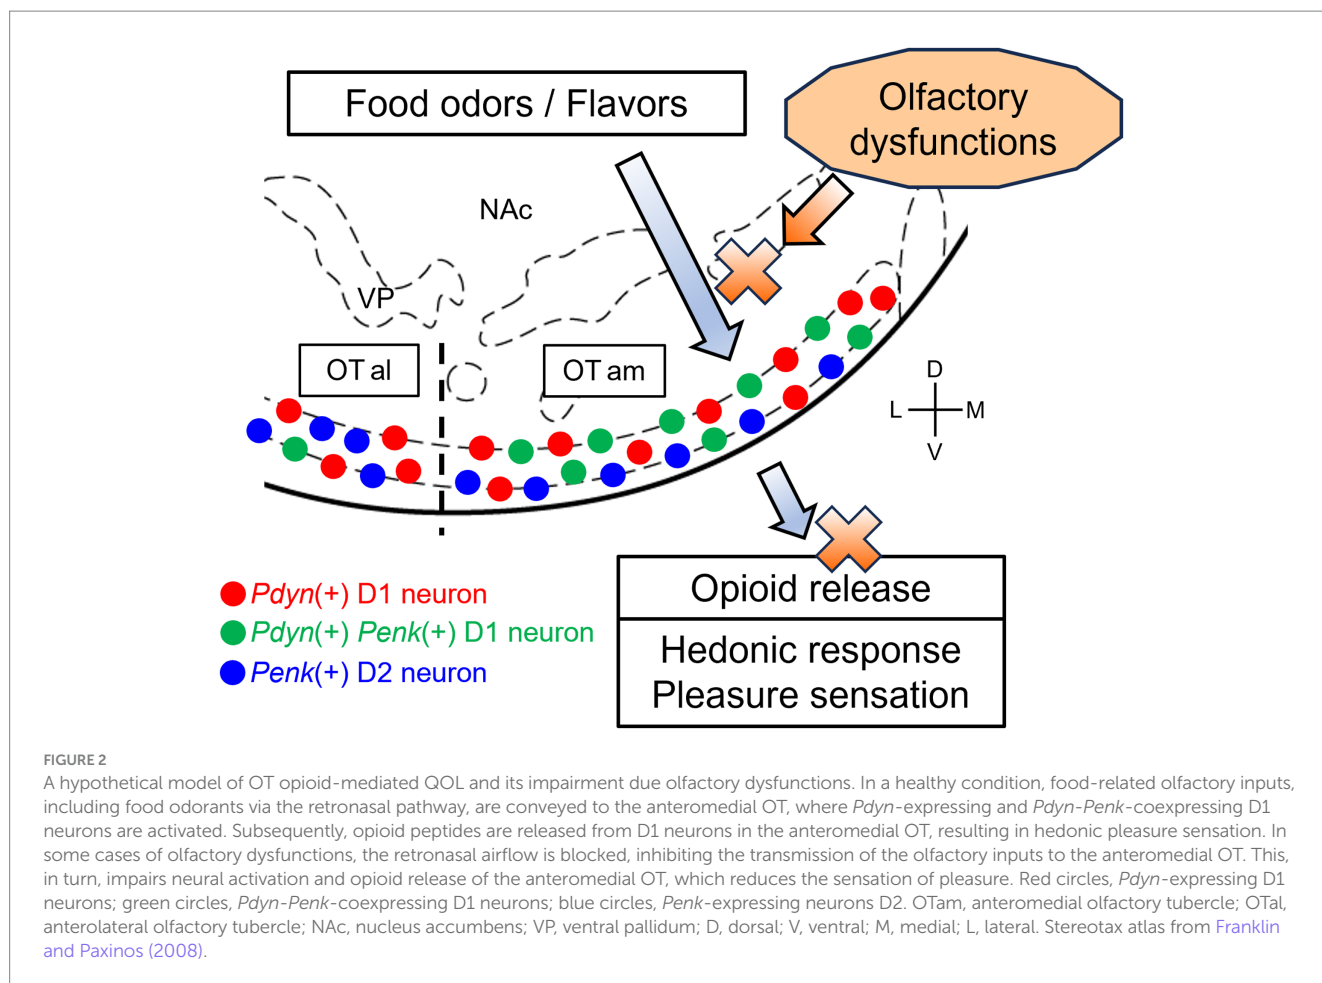 Food odors / Flavors
Olfactory
dysfunctions
NAc
VP
OT al
OT am
D
L
M
V
Pdyn(+) D1 neuron
Pdyn(+) Penk(+) D1 neuron
Penk(+) D2 neuron
Opioid release
Hedonic response
Pleasure sensation
FIGURE 2
A hypothetical model of OT opioid-mediated QOL and its impairment due olfactory dysfunctions. In a healthy condition, food-related olfactory inputs,
including food odorants via the retronasal pathway, are conveyed to the anteromedial OT, where Pdyn-expressing and Pdyn-Penk-coexpressing D1
neurons are activated. Subsequently, opioid peptides are released from D1 neurons in the anteromedial OT, resulting in hedonic pleasure sensation. In
some cases of olfactory dysfunctions, the retronasal airflow is blocked, inhibiting the transmission of the olfactory inputs to the anteromedial OT. This,
in turn, impairs neural activation and opioid release of the anteromedial OT, which reduces the sensation of pleasure. Red circles, Pdyn-expressing D1
neurons; green circles, Pdyn-Penk-coexpressing D1 neurons; blue circles, Penk-expressing neurons D2. OTam, anteromedial olfactory tubercle; OTal,
anterolateral olfactory tubercle; NAc, nucleus accumbens; VP, ventral pallidum; D, dorsal; V, ventral; M, medial; L, lateral. Stereotax atlas from Franklin
and Paxinos (2008).